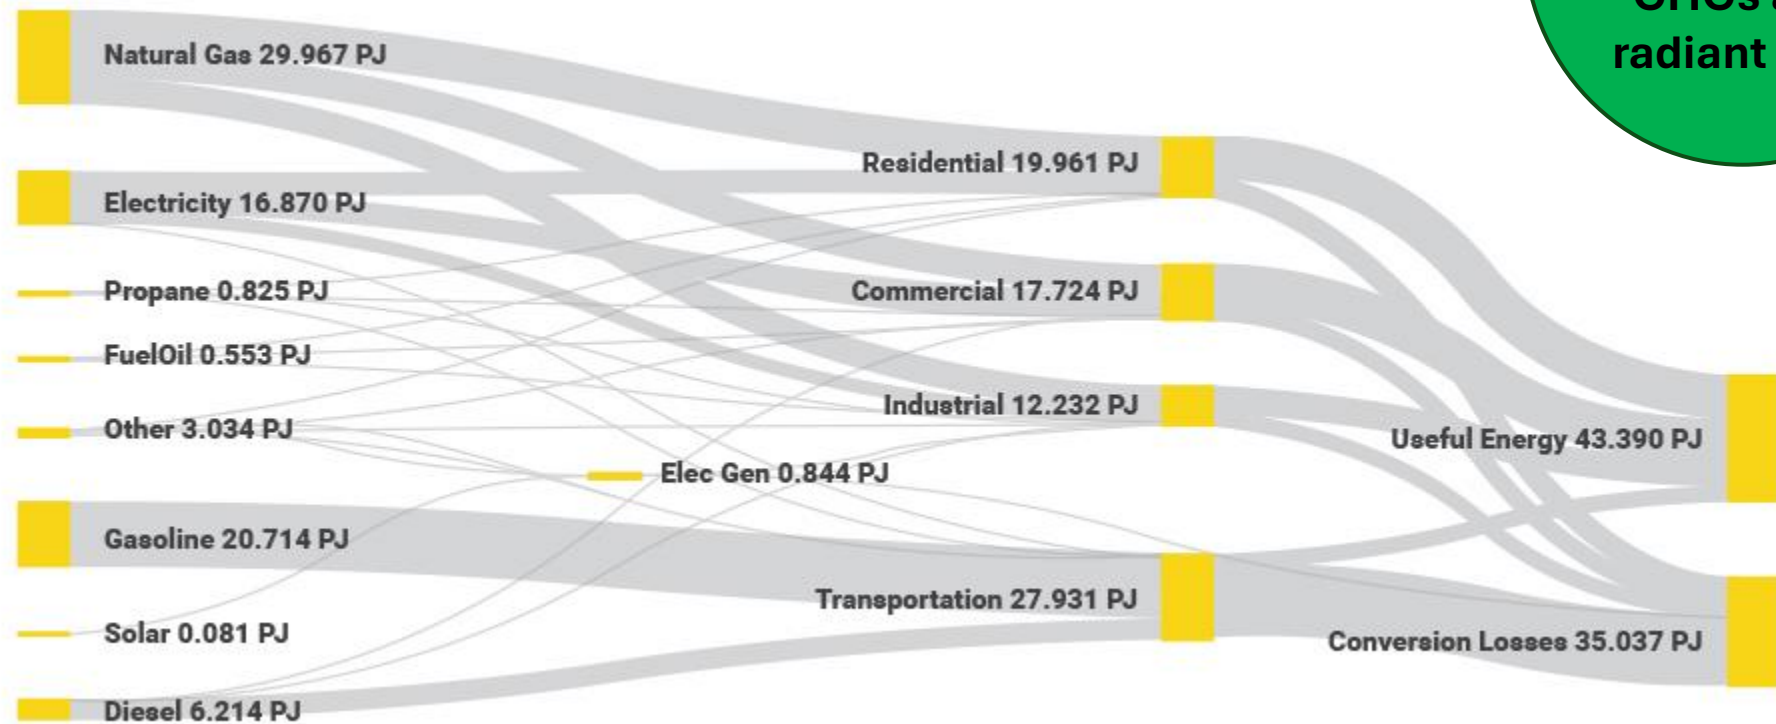 radiant
Natural Gas 29.967 PJ
Electricity 16.870 PJ
Propane 0.825 PJ
FuelOil 0.553 PJ
Other 3.034 PJ
Gasoline 20.714 PJ
Solar 0.081 PJ
Diesel 6.214 PJ
Elec Gen 0.844 PJ
Residential 19.961 PJ
Commercial 17.724 PJ
Industrial 12.232 PJ
Transportation 27.931 PJ
Useful Energy 43.390 PJ
Conversion Losses 35.037 PJ